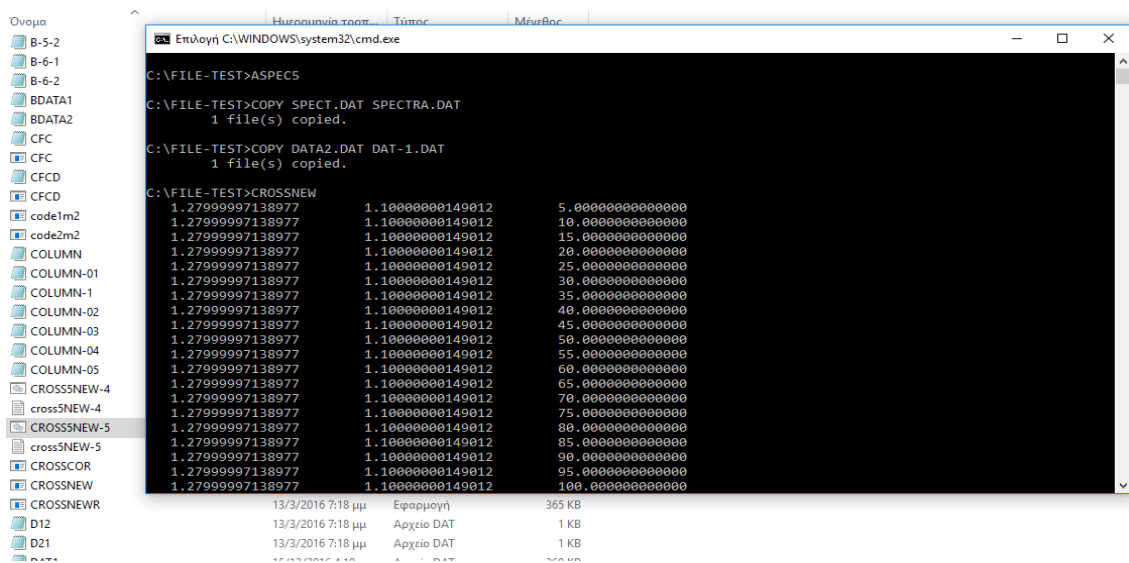 Όνομα
Ημερομηνία τροπ... Τύπος Μέγεθος
B-5-2
B-6-1
B-6-2
BDATA1
BDATA2
CFC
CFC
CFCD
CFCD
code1m2
code2m2
COLUMN
COLUMN-01
COLUMN-1
COLUMN-02
COLUMN-03
COLUMN-04
COLUMN-05
CROSS5NEW-4
cross5NEW-4
CROSS5NEW-5
cross5NEW-5
CROSSCOR
CROSSNEW
CROSSNEWR 13/3/2016 7:18 μμ Εφαρμογή 365 KB
D12 13/3/2016 7:18 μμ Αρχείο DAT 1 KB
D21 13/3/2016 7:18 μμ Αρχείο DAT 1 KB
Επιλογή C:\WINDOWS\system32\cmd.exe
C:\FILE-TEST>ASPEC5
C:\FILE-TEST>COPY SPECT.DAT SPECTRA.DAT
1 file(s) copied.
C:\FILE-TEST>COPY DATA2.DAT DAT-1.DAT
1 file(s) copied.
C:\FILE-TEST>CROSSNEW
1.27999997138977 1.10000000149012 5.00000000000000
1.27999997138977 1.10000000149012 10.0000000000000
1.27999997138977 1.10000000149012 15.0000000000000
1.27999997138977 1.10000000149012 20.0000000000000
1.27999997138977 1.10000000149012 25.0000000000000
1.27999997138977 1.10000000149012 30.0000000000000
1.27999997138977 1.10000000149012 35.0000000000000
1.27999997138977 1.10000000149012 40.0000000000000
1.27999997138977 1.10000000149012 45.0000000000000
1.27999997138977 1.10000000149012 50.0000000000000
1.27999997138977 1.10000000149012 55.0000000000000
1.27999997138977 1.10000000149012 60.0000000000000
1.27999997138977 1.10000000149012 65.0000000000000
1.27999997138977 1.10000000149012 70.0000000000000
1.27999997138977 1.10000000149012 75.0000000000000
1.27999997138977 1.10000000149012 80.0000000000000
1.27999997138977 1.10000000149012 85.0000000000000
1.27999997138977 1.10000000149012 90.0000000000000
1.27999997138977 1.10000000149012 95.0000000000000
1.27999997138977 1.10000000149012 100.000000000000